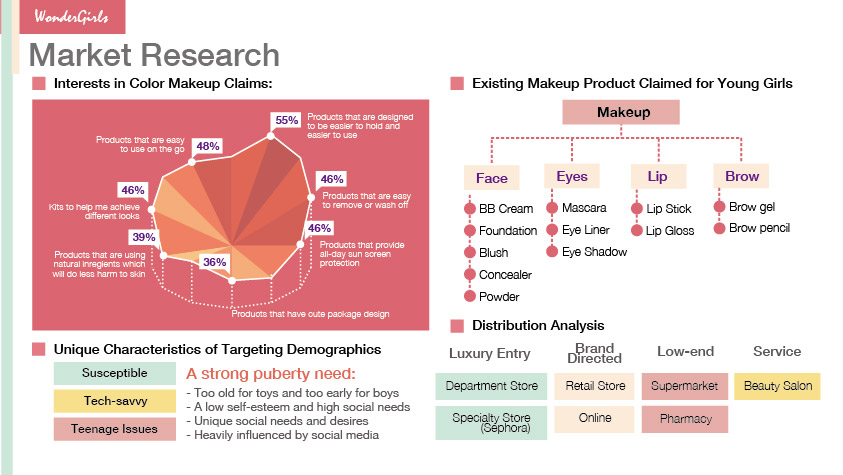 WonderGirls
Market Research
Interests in Color Makeup Claims:
55%
Products that are designed
to be easier to hold and
easier to use
48%
Products that are easy
to use on the go
46%
Products that are easy
to remove or wash off
46%
Kits to help me achieve
different looks
46%
Products that provide
all-day sun screen
protection
39%
Products that are using
natural inregients which
will do less harm to skin
36%
Products that have cute package design
Unique Characteristics of Targeting Demographics
Susceptible
Tech-savvy
Teenage Issues
A strong puberty need:
- Too old for toys and too early for boys
- A low self-esteem and high social needs
- Unique social needs and desires
- Heavily influenced by social media
Existing Makeup Product Claimed for Young Girls
Makeup
Face
BB Cream
Foundation
Blush
Concealer
Powder
Eyes
Mascara
Eye Liner
Eye Shadow
Lip
Lip Stick
Lip Gloss
Brow
Brow gel
Brow pencil
Distribution Analysis
Luxury Entry
Department Store
Specialty Store
(Sephora)
Brand
Directed
Retail Store
Online
Low-end
Supermarket
Pharmacy
Service
Beauty Salon